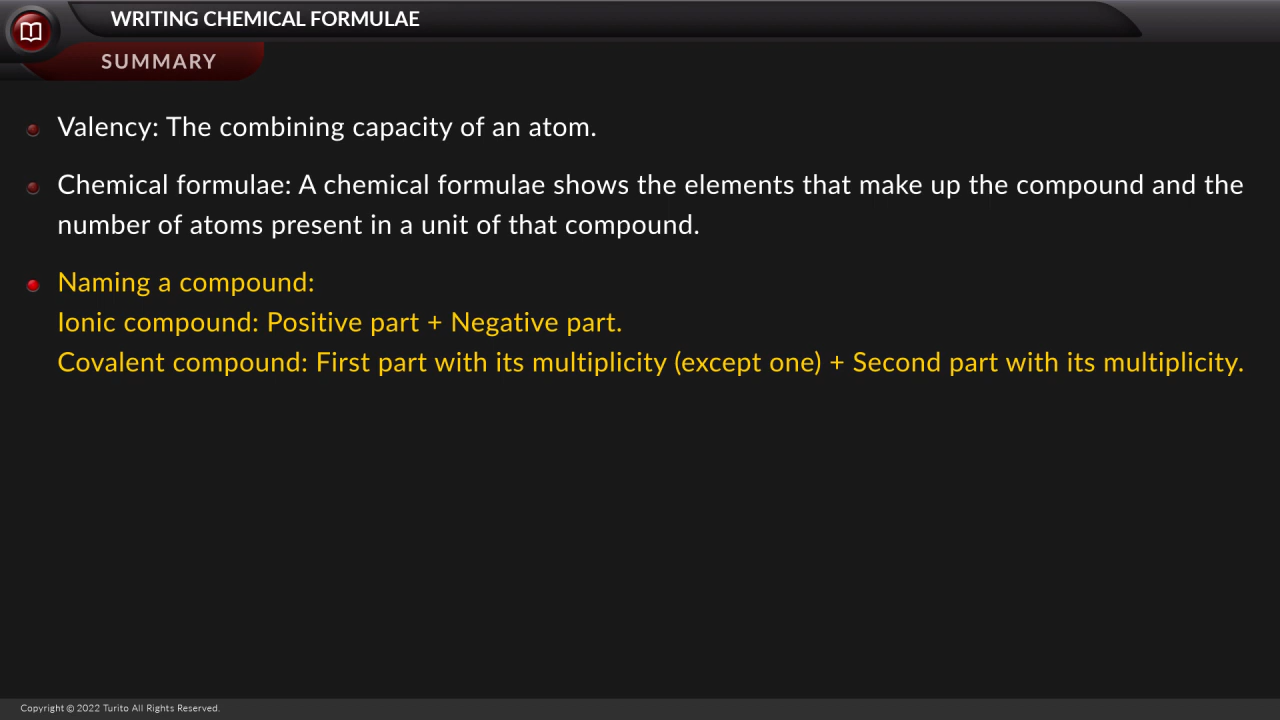 WRITING CHEMICAL FORMULAE
SUMMARY
Valency: The combining capacity of an atom.
Chemical formulae: A chemical formulae shows the elements that make up the compound and the
number of atoms present in a unit of that compound.
Naming a compound:
Ionic compound: Positive part + Negative part.
Covalent compound: First part with its multiplicity (except one) + Second part with its multiplicity.
Copyright © 2022 Turito All Rights Reserved.